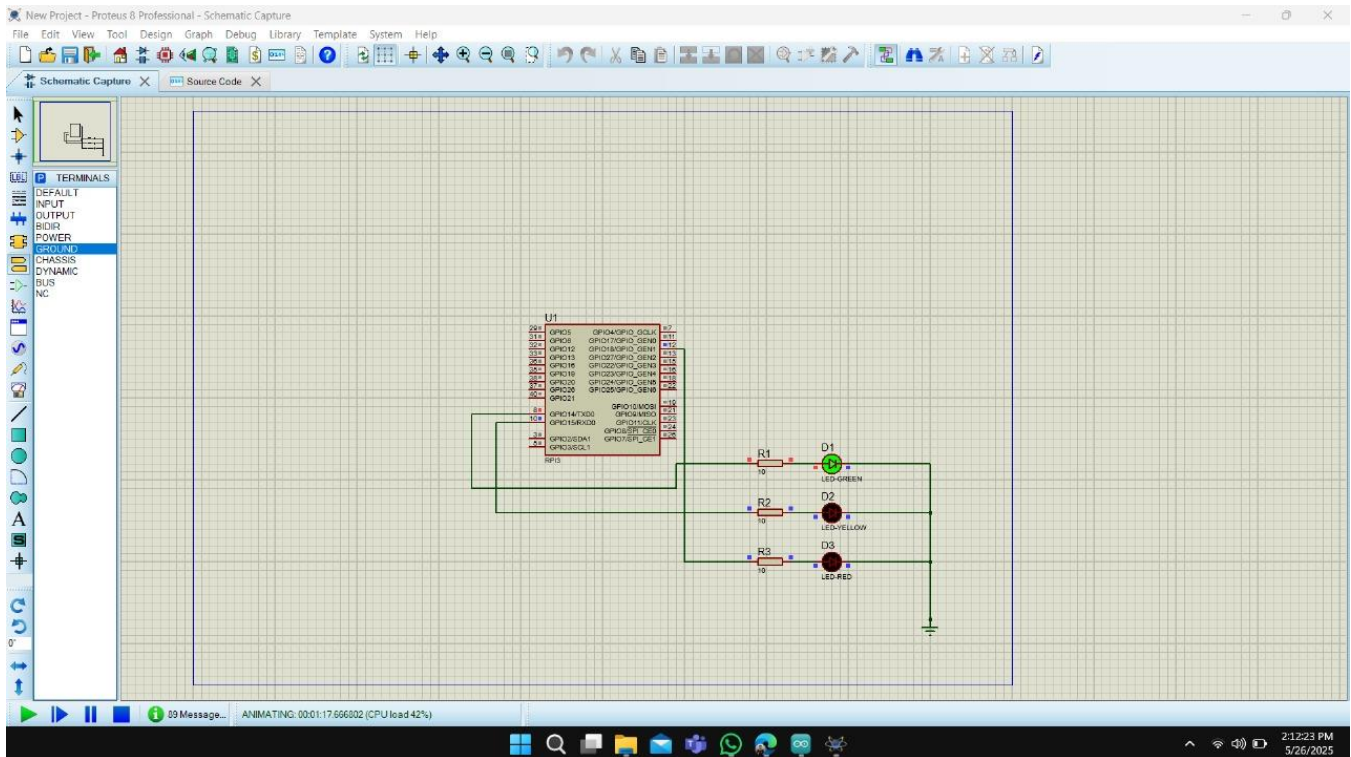 New Project - Proteus 8 Professional - Schematic Capture
File Edit View Tool Design Graph Debug Library Template System Help
Schematic Capture
Source Code
TERMINALS
DEFAULT
INPUT
OUTPUT
BIDIR
POWER
GROUND
CHASSIS
DYNAMIC
BUS
NC
U1
GPIO5
GPIO6
GPIO12
GPIO13
GPIO16
GPIO19
GPIO20
GPIO26
GPIO21
GPIO14/TXD0
GPIO15/RXD0
GPIO2/SDA1
GPIO3/SCL1
GPIO4/GPIO_GCLK
GPIO17/GPIO_GEN0
GPIO18/GPIO_GEN1
GPIO27/GPIO_GEN2
GPIO22/GPIO_GEN3
GPIO23/GPIO_GEN4
GPIO24/GPIO_GEN5
GPIO25/GPIO_GEN6
GPIO10/MOSI
GPIO9/MISO
GPIO11/CLK
GPIO8/SPI_CE0
GPIO7/SPI_CE1
RPI3
R1
10
D1
LED-GREEN
R2
10
D2
LED-YELLOW
R3
10
D3
LED-RED
0°
89 Message...
ANIMATING: 00:01:17.666802 (CPU load 42%)
2:12:23 PM
5/26/2025